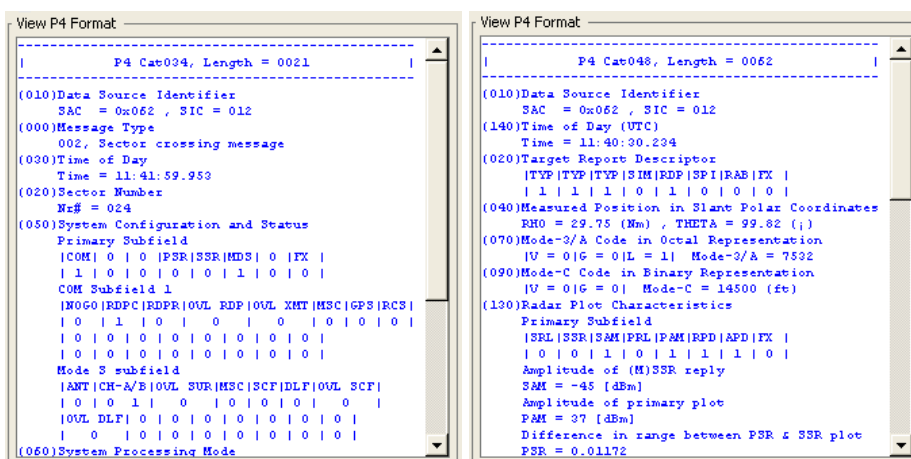 View P4 Format
---------------------------------------------------
| P4 Cat034, Length = 0021 |
---------------------------------------------------
(010)Data Source Identifier
SAC = 0x062 , SIC = 012
(000)Message Type
002, Sector crossing message
(030)Time of Day
Time = 11:41:59.953
(020)Sector Number
Nr# = 024
(050)System Configuration and Status
Primary Subfield
|COM| 0 | 0 |PSR|SSR|MDS| 0 |FX |
| 1 | 0 | 0 | 0 | 0 | 1 | 0 | 0 |
COM Subfield 1
|NOGO|RDPC|RDPR|OVL RDP|OVL XMT|MSC|GPS|RCS|
| 0 | 1 | 0 | 0 | 0 | 0 | 0 | 0 |
| 0 | 0 | 0 | 0 | 0 | 0 | 0 | 0 |
| 0 | 0 | 0 | 0 | 0 | 0 | 0 | 0 |
Mode S subfield
|ANT|CH-A/B|OVL SUR|MSC|SCF|DLF|OVL SCF|
| 0 | 0 1 | 0 | 0 | 0 | 0 | 0 |
|OVL DLF| 0 | 0 | 0 | 0 | 0 | 0 | 0 |
| 0 | 0 | 0 | 0 | 0 | 0 | 0 | 0 |
(060)System Processing Mode
View P4 Format
---------------------------------------------------
| P4 Cat048, Length = 0062 |
---------------------------------------------------
(010)Data Source Identifier
SAC = 0x062 , SIC = 012
(140)Time of Day (UTC)
Time = 11:40:30.234
(020)Target Report Descriptor
|TYP|TYP|TYP|SIM|RDP|SPI|RAB|FX |
| 1 | 1 | 1 | 0 | 1 | 0 | 0 | 0 |
(040)Measured Position in Slant Polar Coordinates
RHO = 29.75 (Nm) , THETA = 99.82 (¡)
(070)Mode-3/A Code in Octal Representation
|V = 0|G = 0|L = 1| Mode-3/A = 7532
(090)Mode-C Code in Binary Representation
|V = 0|G = 0| Mode-C = 14500 (ft)
(130)Radar Plot Characteristics
Primary Subfield
|SRL|SSR|SAM|PRL|PAM|RPD|APD|FX |
| 0 | 0 | 1 | 0 | 1 | 1 | 1 | 0 |
Amplitude of (M)SSR reply
SAM = -45 [dBm]
Amplitude of primary plot
PAM = 37 [dBm]
Difference in range between PSR & SSR plot
PSR = 0.01172